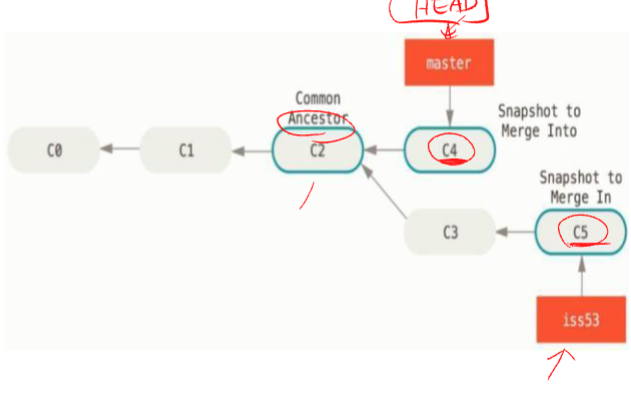 HEAD
master
Common
Ancestor
Snapshot to
Merge Into
C0
C1
C2
C4
Snapshot to
Merge In
C3
C5
iss53